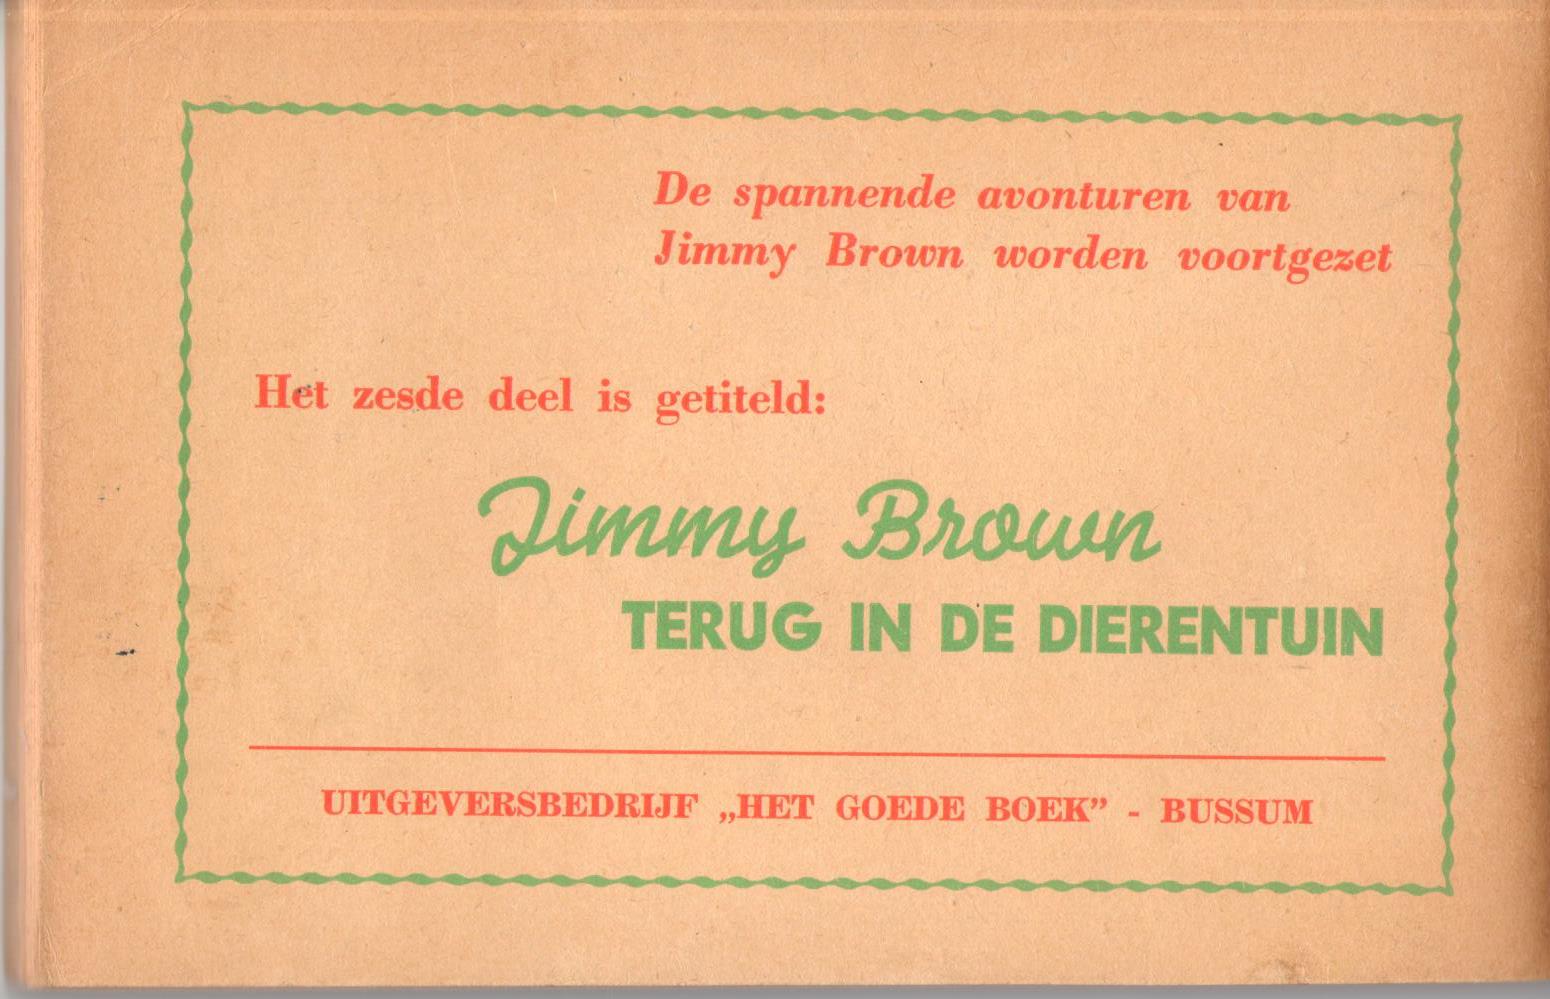 De spannende avonturen van
Jimmy Brown worden voortgezet
Het zesde deel is getiteld:
Jimmy Brown
TERUG IN DE DIERENTUIN
UITGEVERSBEDRIJF „HET GOEDE BOEK” - BUSSUM